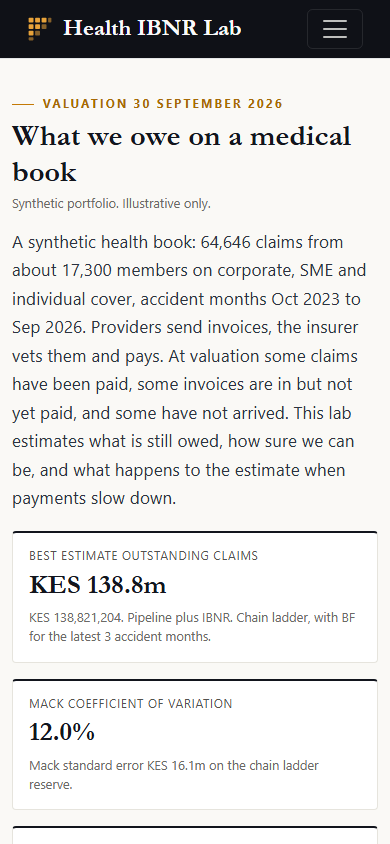 Health IBNR Lab
VALUATION 30 SEPTEMBER 2026
What we owe on a medical
book
Synthetic portfolio. Illustrative only.
A synthetic health book: 64,646 claims from
about 17,300 members on corporate, SME and
individual cover, accident months Oct 2023 to
Sep 2026. Providers send invoices, the insurer
vets them and pays. At valuation some claims
have been paid, some invoices are in but not
yet paid, and some have not arrived. This lab
estimates what is still owed, how sure we can
be, and what happens to the estimate when
payments slow down.
BEST ESTIMATE OUTSTANDING CLAIMS
KES 138.8m
KES 138,821,204. Pipeline plus IBNR. Chain ladder, with BF
for the latest 3 accident months.
MACK COEFFICIENT OF VARIATION
12.0%
Mack standard error KES 16.1m on the chain ladder
reserve.